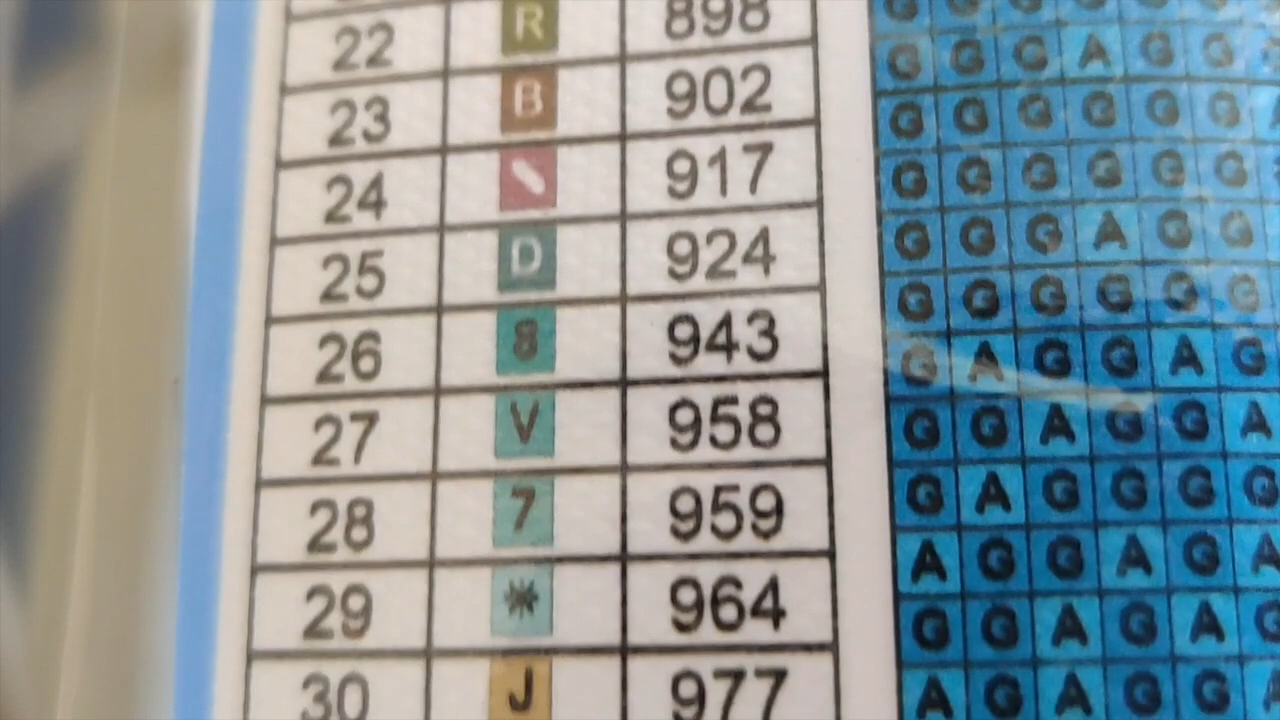 22 R 898
23 B 902
24 \ 917
25 D 924
26 8 943
27 V 958
28 7 959
29 * 964
30 J 977
G G G A G G
G G G G G G
G G G G G G
G G G A G G
G G G G G G
G A G G A G
G G A G G A
G A G G G G
A G G A G A
G G A G A G
A G A G G A